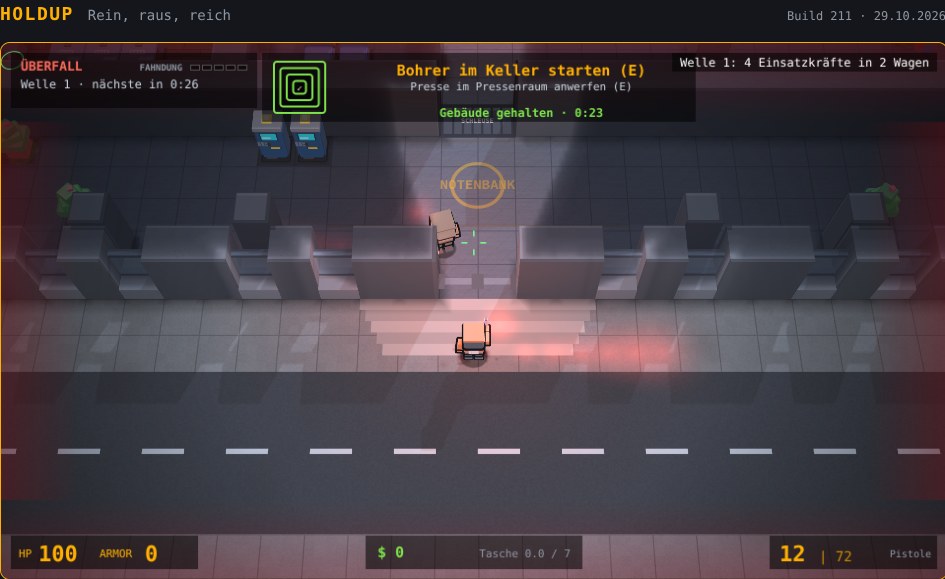 HOLDUP Rein, raus, reich
Build 211 · 29.10.2026
ÜBERFALL FAHNDUNG
Welle 1 · nächste in 0:26
Bohrer im Keller starten (E)
Presse im Pressenraum anwerfen (E)
Gebäude gehalten · 0:23
Welle 1: 4 Einsatzkräfte in 2 Wagen
SCHLEUSE
NOTENBANK
HP 100 ARMOR 0
$ 0 Tasche 0.0 / 7
12 | 72 Pistole